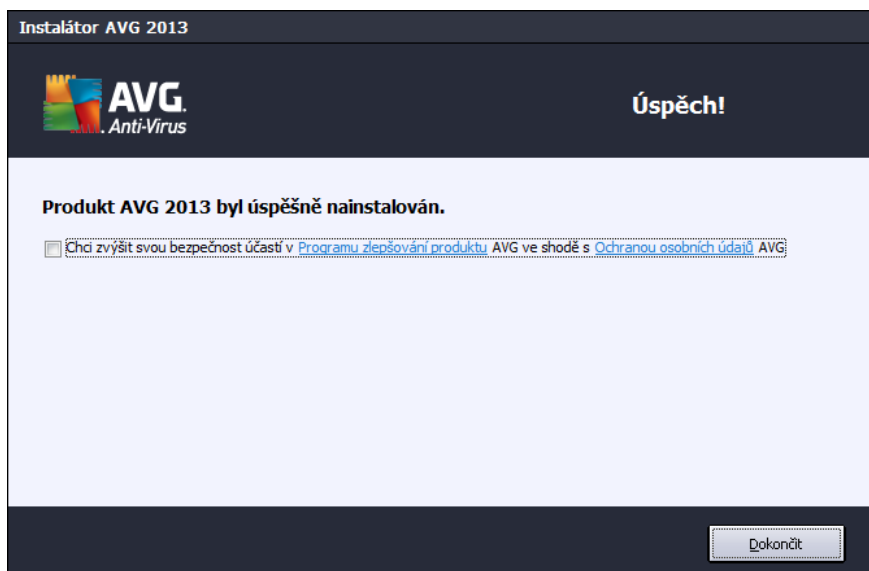 Instalátor AVG 2013
AVG.
Anti-Virus
Úspěch!
Produkt AVG 2013 byl úspěšně nainstalován.
Chci zvýšit svou bezpečnost účastí v Programu zlepšování produktu AVG ve shodě s Ochranou osobních údajů AVG
Dokončit